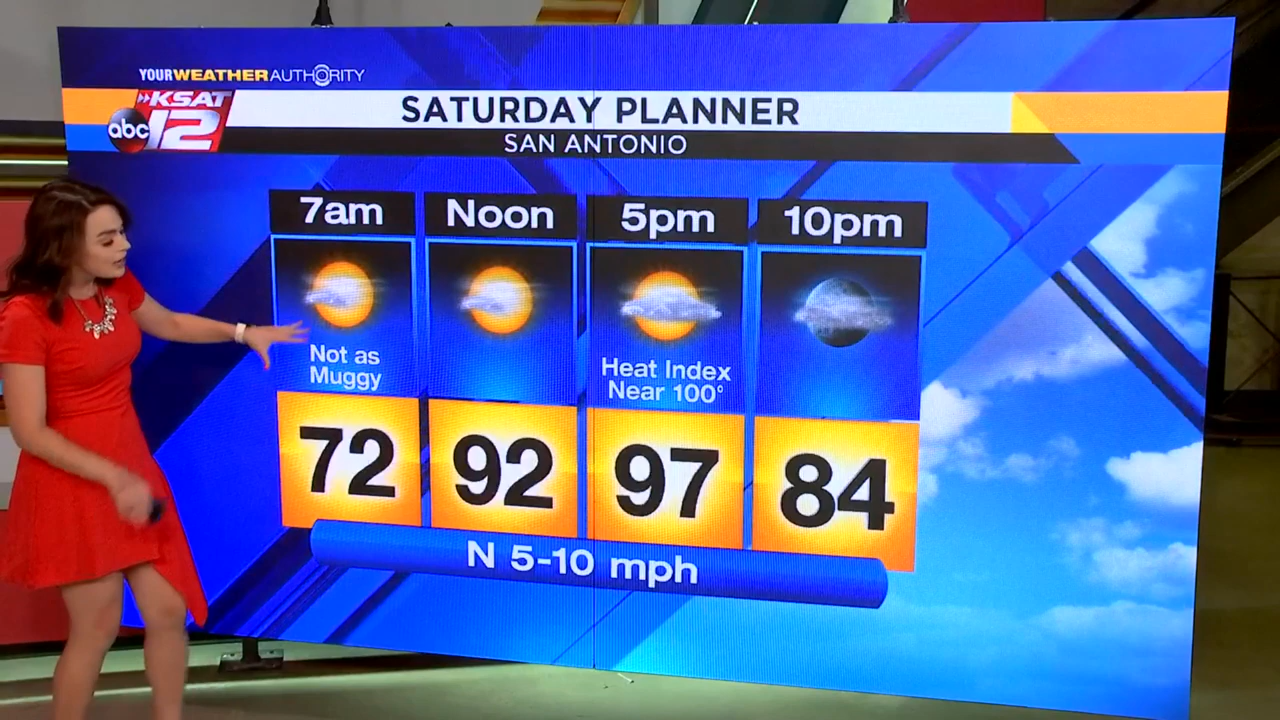 YOUR WEATHER AUTHORITY
KSAT
abc 12
SATURDAY PLANNER
SAN ANTONIO
7am Noon 5pm 10pm
Not as
Muggy
Heat Index
Near 100°
72 92 97 84
N 5-10 mph